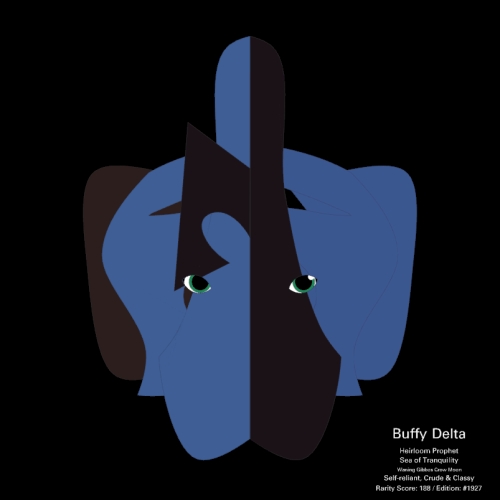 Buffy Delta
Heirloom Prophet
Sea of Tranquility
Waning Gibbos Crow Moon
Self-reliant, Crude & Classy
Rarity Score: 188 / Edition: #1927